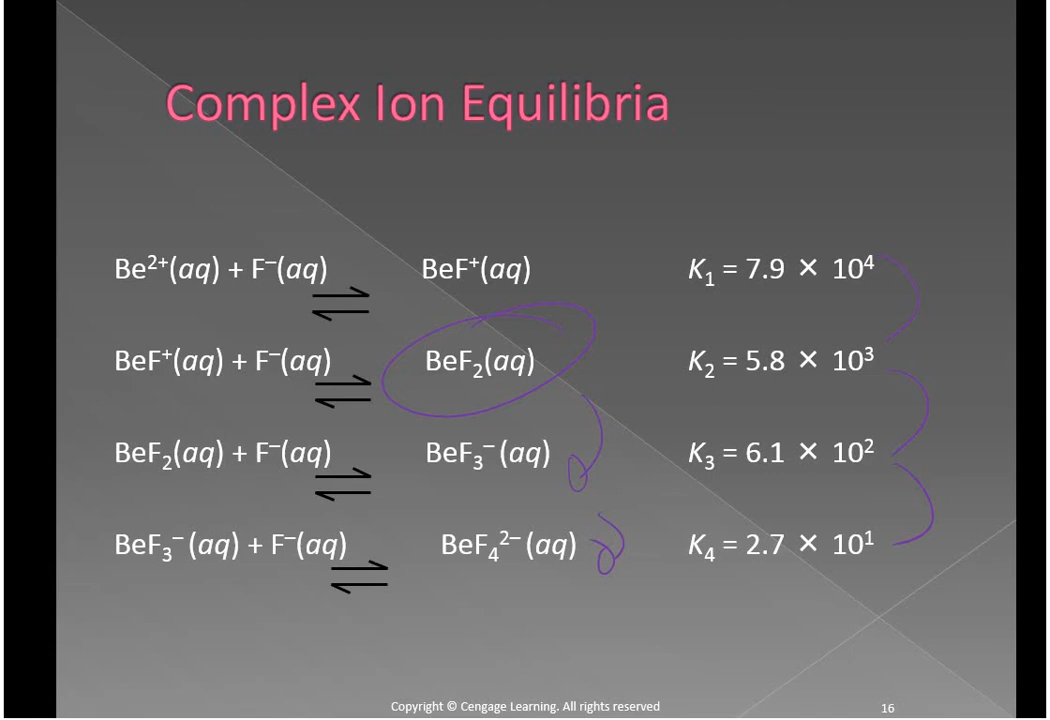 Complex Ion Equilibria
Be²⁺(aq) + F⁻(aq) ⇌ BeF⁺(aq) K₁ = 7.9 × 10⁴
BeF⁺(aq) + F⁻(aq) ⇌ BeF₂(aq) K₂ = 5.8 × 10³
BeF₂(aq) + F⁻(aq) ⇌ BeF₃⁻ (aq) K₃ = 6.1 × 10²
BeF₃⁻ (aq) + F⁻(aq) ⇌ BeF₄²⁻ (aq) K₄ = 2.7 × 10¹
Copyright © Cengage Learning. All rights reserved 16